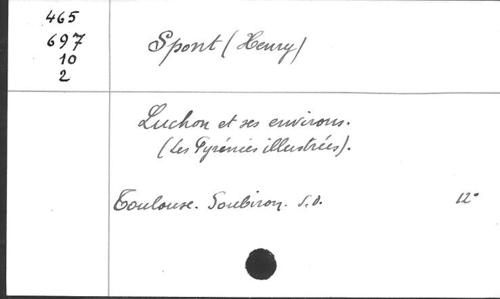 465
697
10
2
Spont (Henry)
Luchon et ses environs.
(Les Pyrénées illustrées).
Toulouse. Soubiron. s.d. 12°